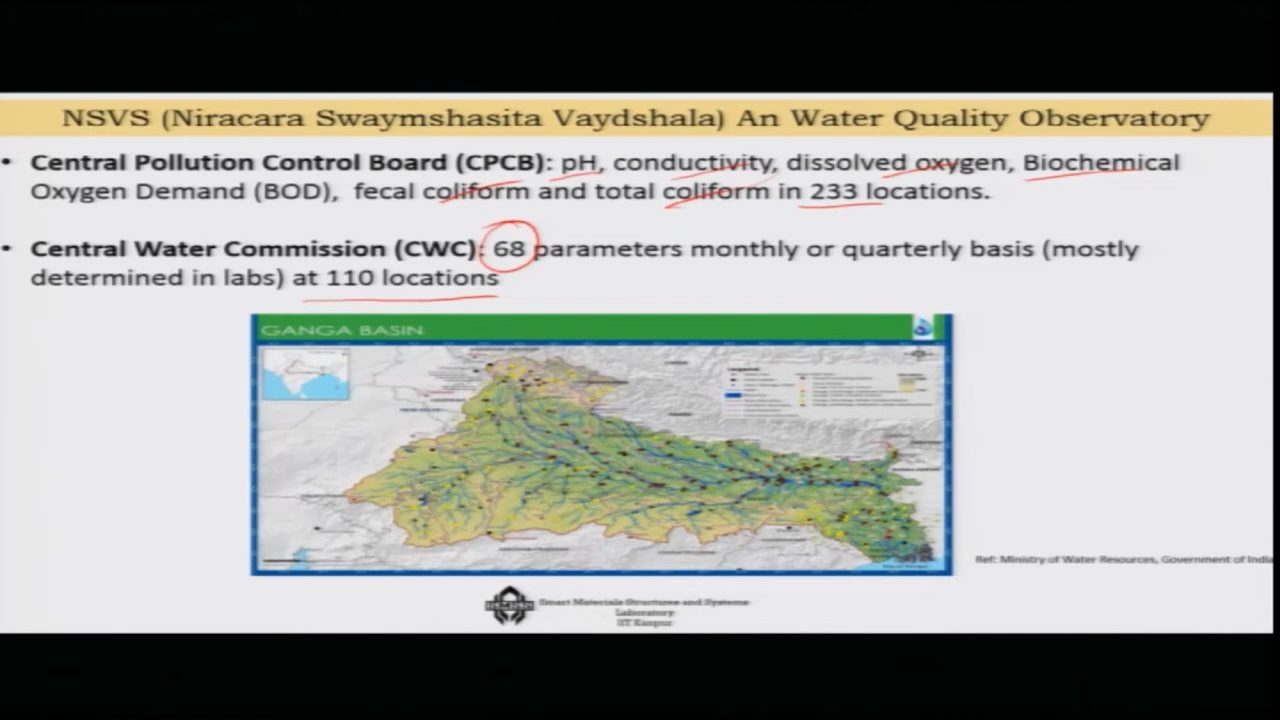 NSVS (Niracara Swaymshasita Vaydshala) An Water Quality Observatory
• Central Pollution Control Board (CPCB): pH, conductivity, dissolved oxygen, Biochemical
Oxygen Demand (BOD), fecal coliform and total coliform in 233 locations.
• Central Water Commission (CWC): 68 parameters monthly or quarterly basis (mostly
determined in labs) at 110 locations
GANGA BASIN
Ref: Ministry of Water Resources, Government of India
Smart Materials Structures and Systems
Laboratory
IIT Kanpur